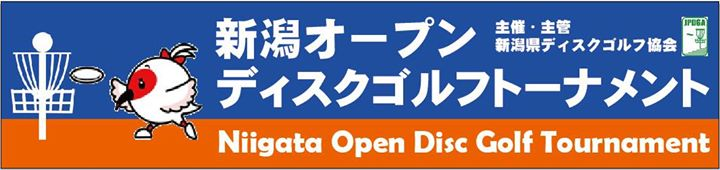 新潟オープン
主催・主管
新潟県ディスクゴルフ協会
JPDGA
ディスクゴルフトーナメント
Niigata Open Disc Golf Tournament